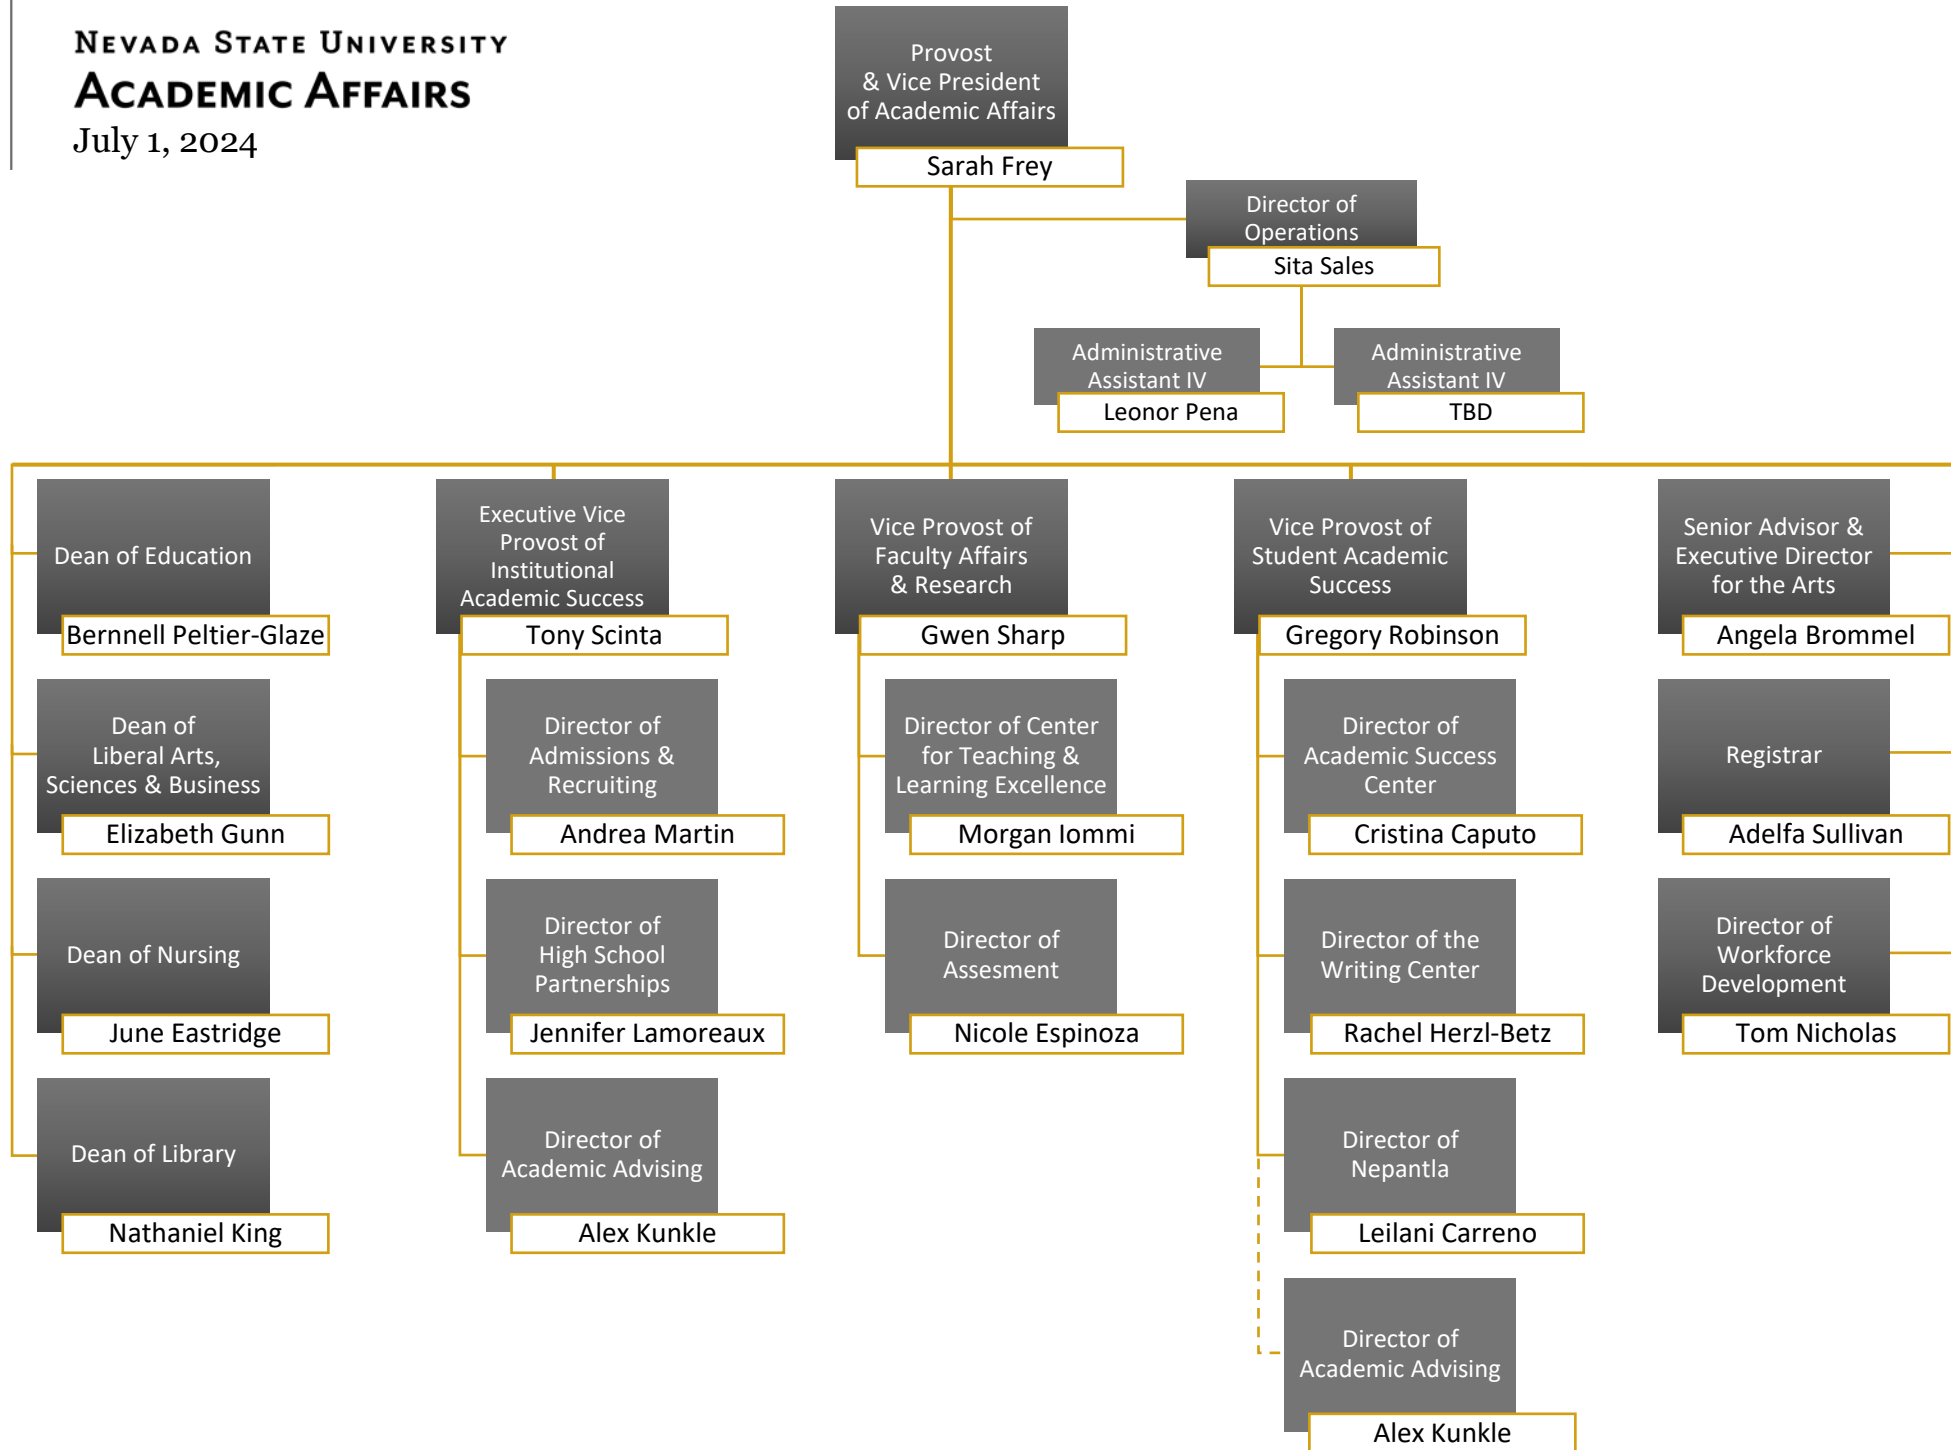 NEVADA STATE UNIVERSITY
ACADEMIC AFFAIRS
July 1, 2024
Provost
& Vice President
of Academic Affairs
Sarah Frey
Director of
Operations
Sita Sales
Administrative
Assistant IV
Leonor Pena
Administrative
Assistant IV
TBD
Dean of Education
Bernnell Peltier-Glaze
Dean of
Liberal Arts,
Sciences & Business
Elizabeth Gunn
Dean of Nursing
June Eastridge
Dean of Library
Nathaniel King
Executive Vice
Provost of
Institutional
Academic Success
Tony Scinta
Director of
Admissions &
Recruiting
Andrea Martin
Director of
High School
Partnerships
Jennifer Lamoreaux
Director of
Academic Advising
Alex Kunkle
Vice Provost of
Faculty Affairs
& Research
Gwen Sharp
Director of Center
for Teaching &
Learning Excellence
Morgan Iommi
Director of
Assesment
Nicole Espinoza
Vice Provost of
Student Academic
Success
Gregory Robinson
Director of
Academic Success
Center
Cristina Caputo
Director of the
Writing Center
Rachel Herzl-Betz
Director of
Nepantla
Leilani Carreno
Director of
Academic Advising
Alex Kunkle
Senior Advisor &
Executive Director
for the Arts
Angela Brommel
Registrar
Adelfa Sullivan
Director of
Workforce
Development
Tom Nicholas